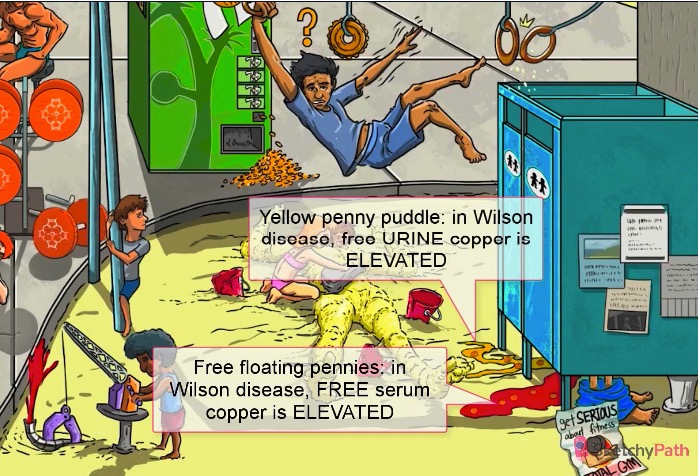 ?
Yellow penny puddle: in Wilson
disease, free URINE copper is
ELEVATED
Free floating pennies: in
Wilson disease, FREE serum
copper is ELEVATED
get SERIOUS
about fitness
SketchyPath
GYM